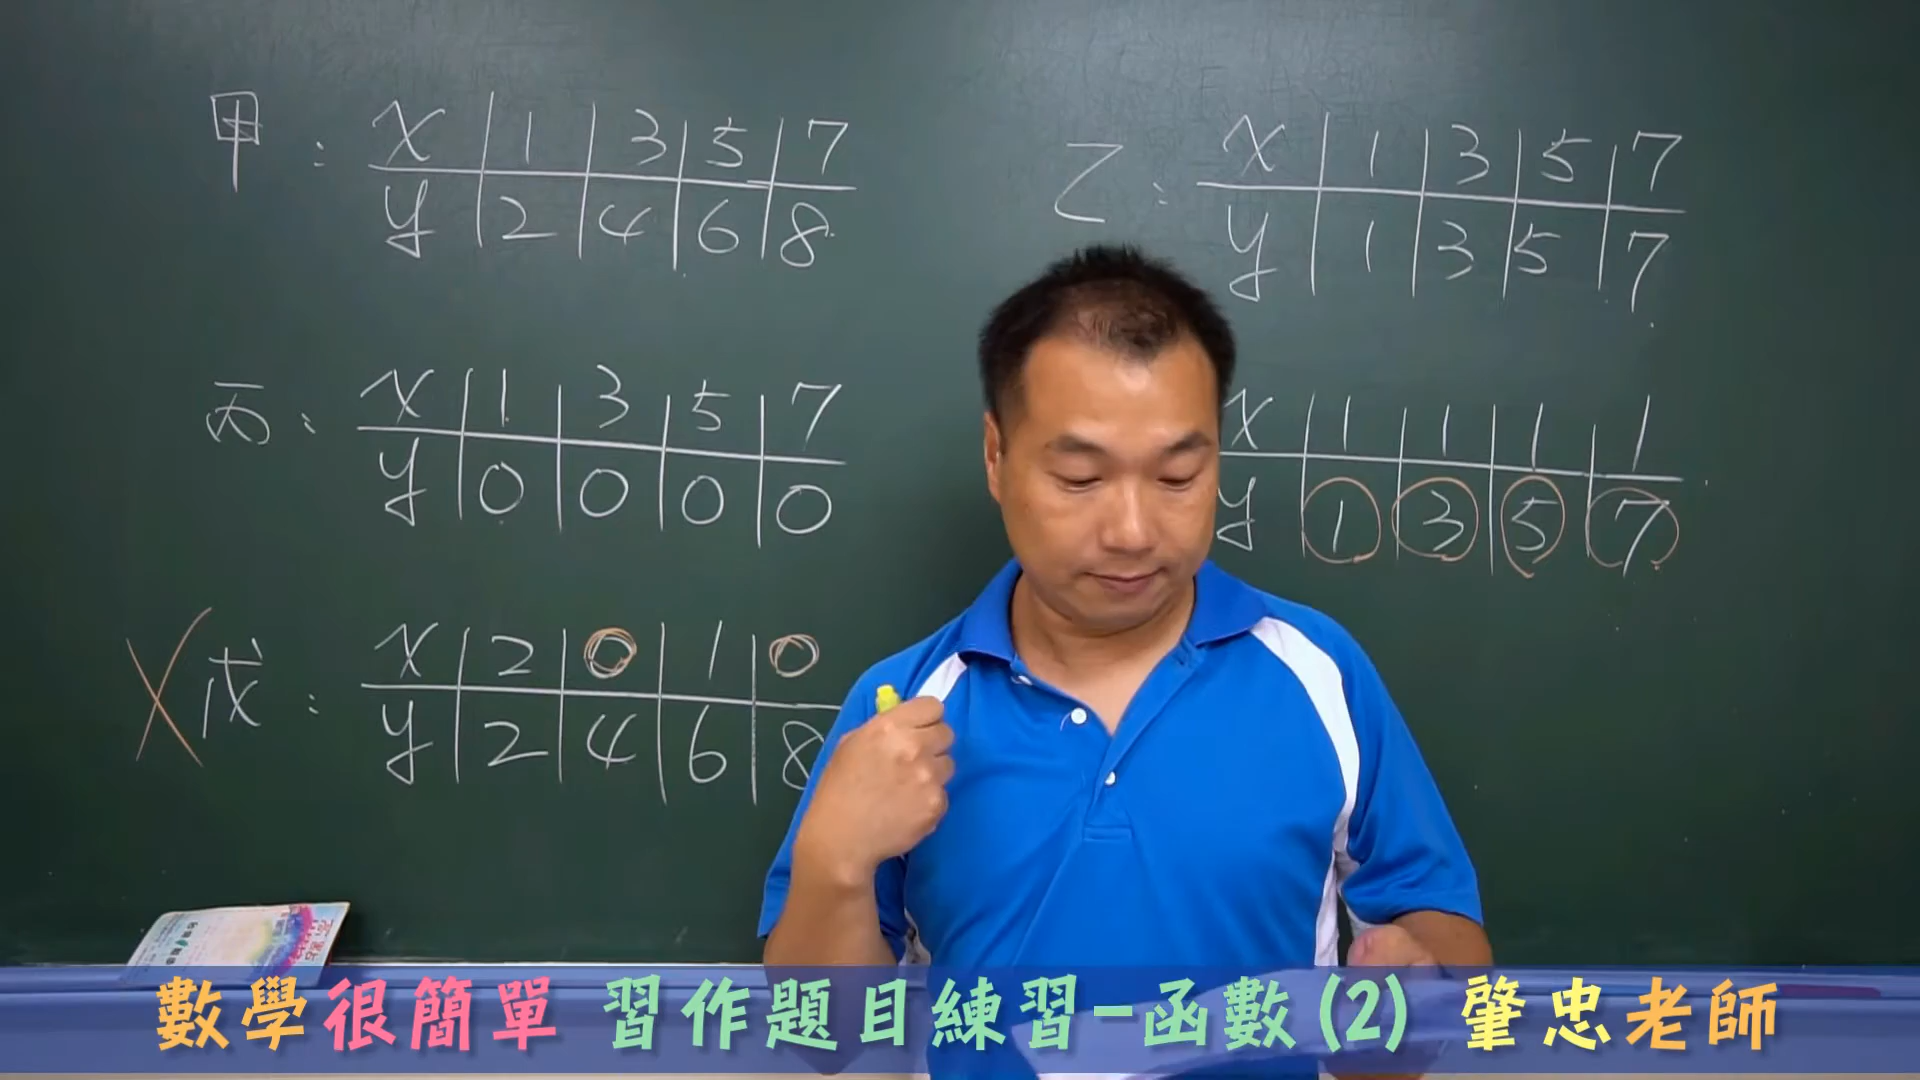 甲：x 1 3 5 7
y 2 4 6 8
乙：x 1 3 5 7
y 1 3 5 7
丙：x 1 3 5 7
y 0 0 0 0
x 1 1 1 1
y 1 3 5 7
X 戊：x 2 0 1 0
y 2 4 6 8
數學很簡單 習作題目練習-函數(2) 肇忠老師